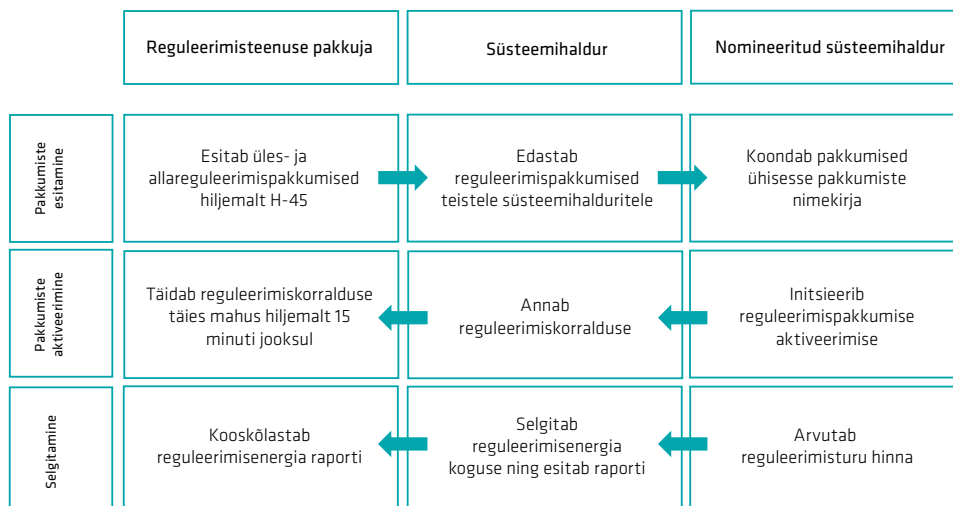 Reguleerimisteenuse pakkuja
Süsteemihaldur
Nomineeritud süsteemihaldur
Pakkumiste
esitamine
Esitab üles- ja
allareguleerimispakkumised
hiljemalt H-45
Edastab
reguleerimispakkumised
teistele süsteemihalduritele
Koondab pakkumised
ühisesse pakkumiste
nimekirja
Pakkumiste
aktiveerimine
Täidab reguleerimiskorralduse
täies mahus hiljemalt 15
minuti jooksul
Annab
reguleerimiskorralduse
Initsieerib
reguleerimispakkumise
aktiveerimise
Selgitamine
Kooskõlastab
reguleerimisenergia raporti
Selgitab
reguleerimisenergia
koguse ning esitab raporti
Arvutab
reguleerimisturu hinna